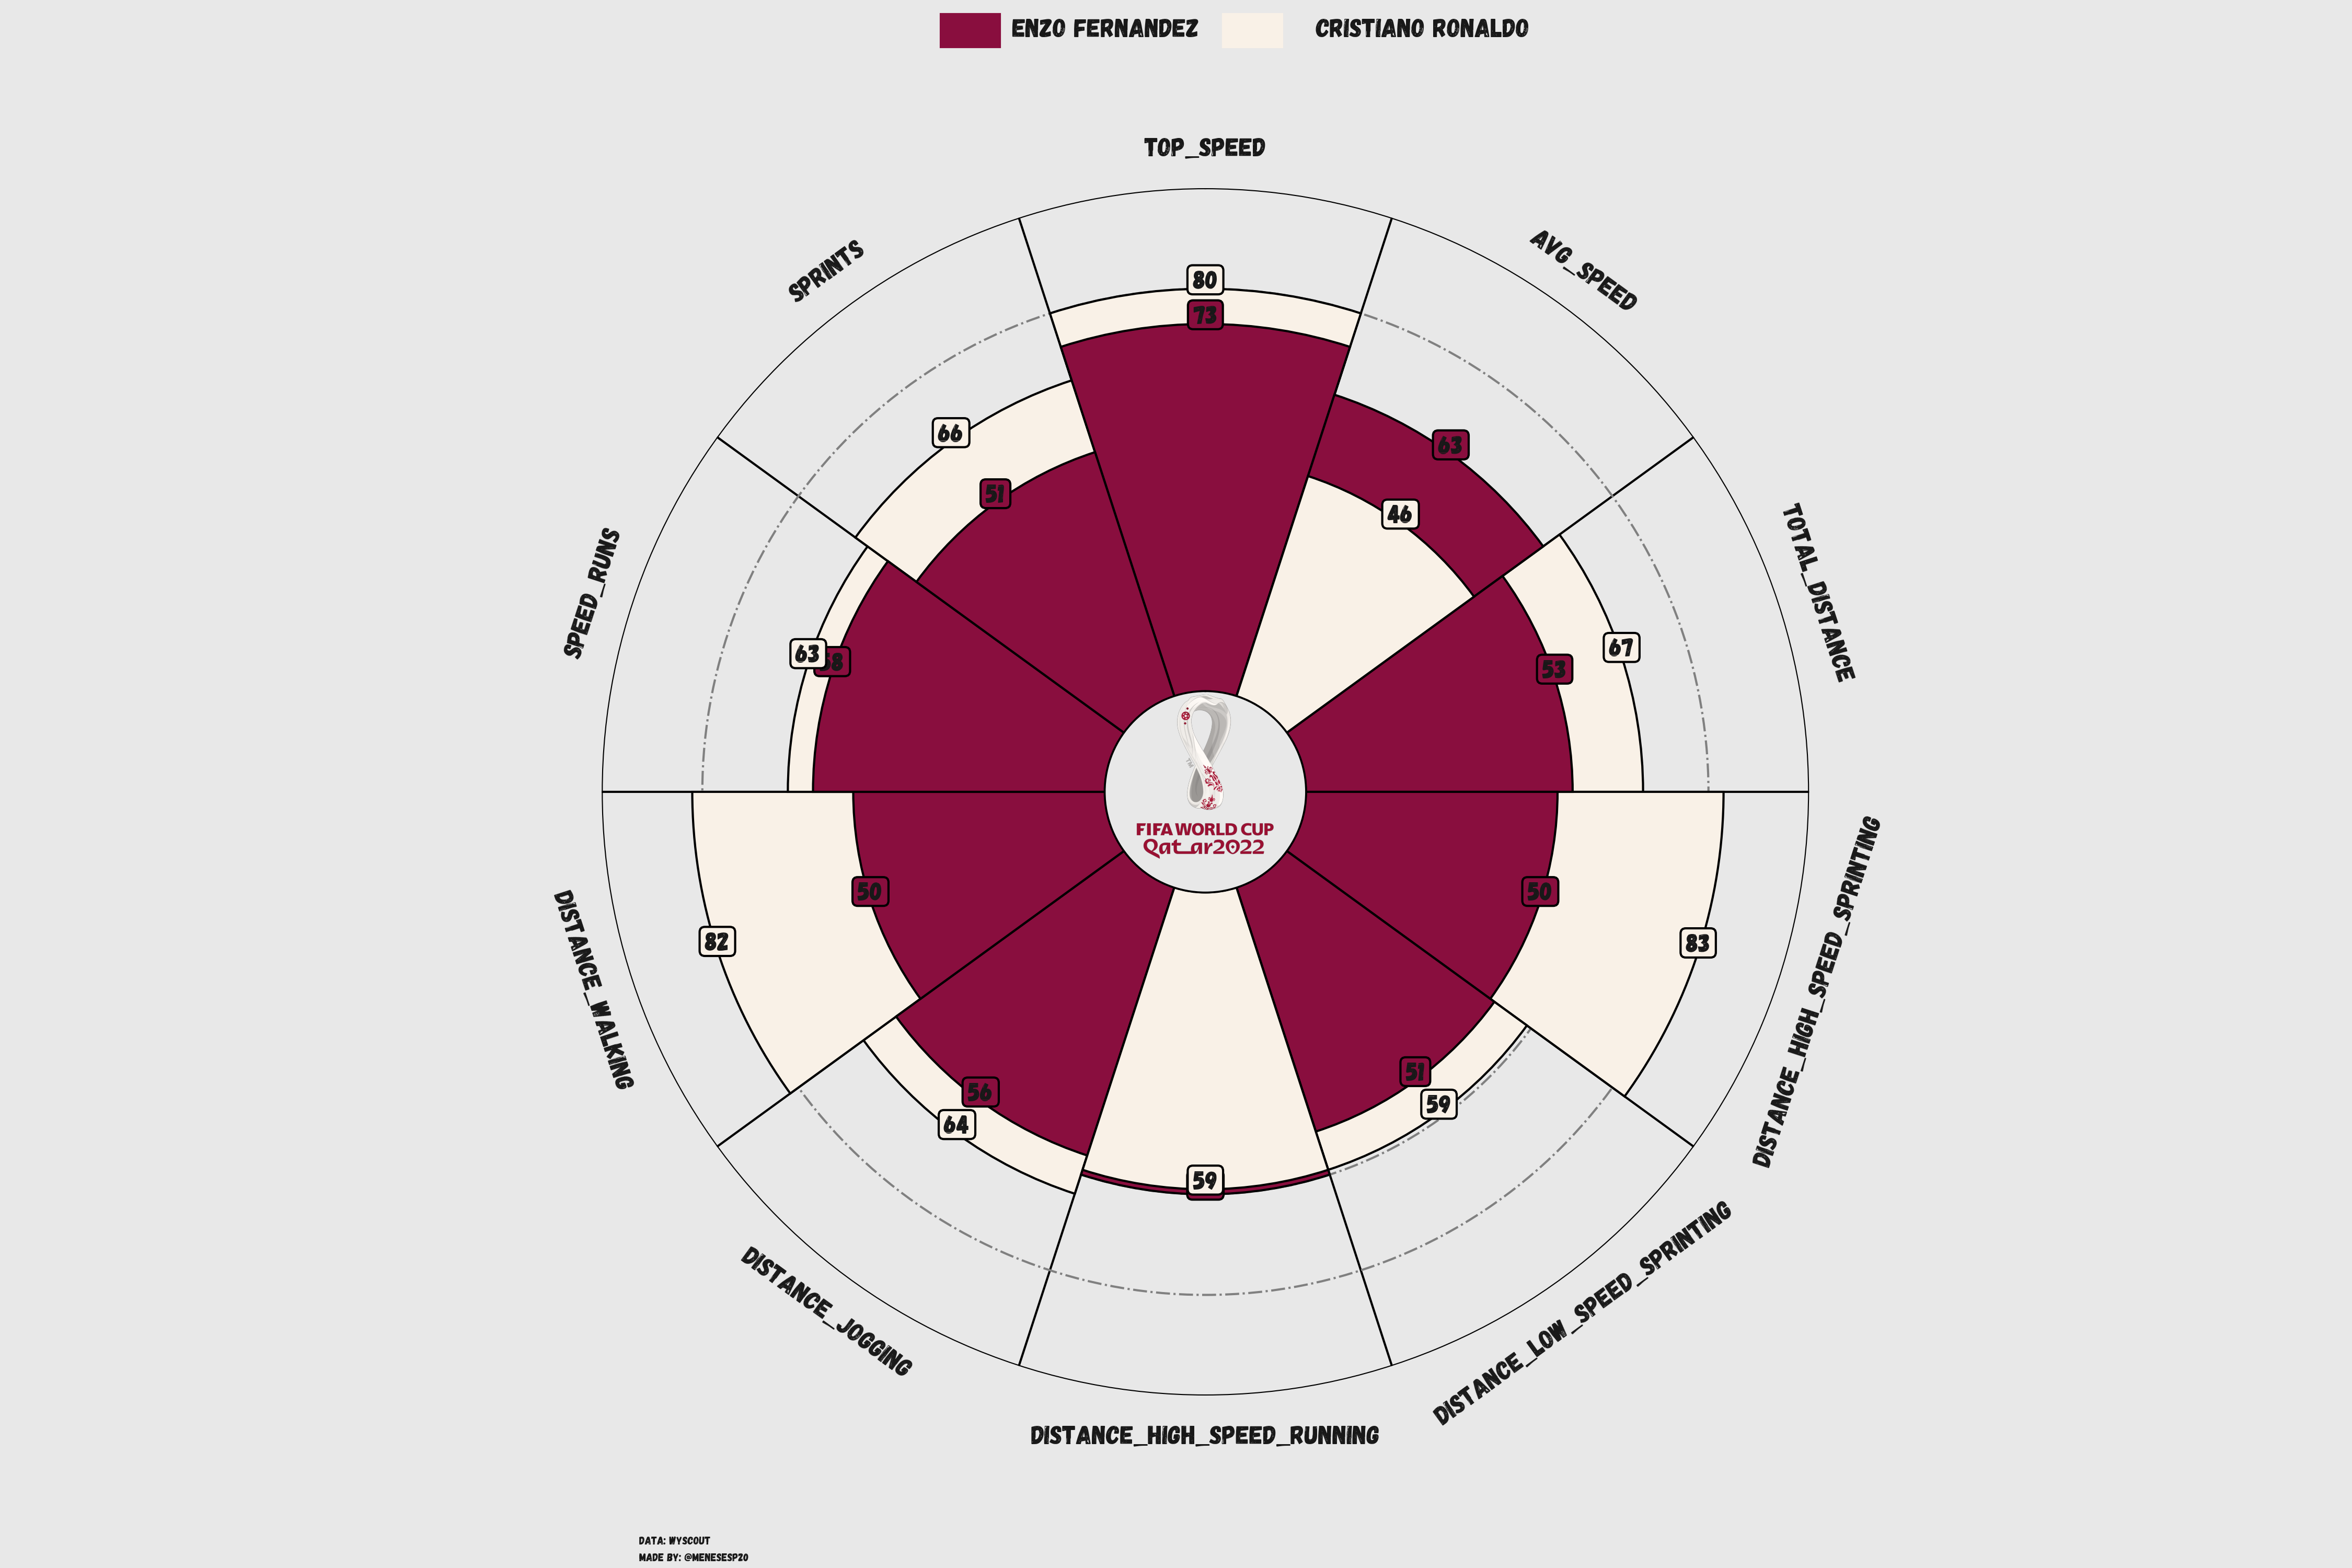 ENZO FERNANDEZ
CRISTIANO RONALDO
TOP_SPEED
SPRINTS
AVG_SPEED
80
73
66
63
51
46
SPEED_RUNS
TOTAL_DISTANCE
63
58
53
67
FIFA WORLD CUP
Qatar2022
50
50
82
83
DISTANCE_WALKING
DISTANCE_HIGH_SPEED_SPRINTING
56
51
64
59
59
DISTANCE_JOGGING
DISTANCE_LOW_SPEED_SPRINTING
DISTANCE_HIGH_SPEED_RUNNING
DATA: WYSCOUT
MADE BY: @MENESESP20